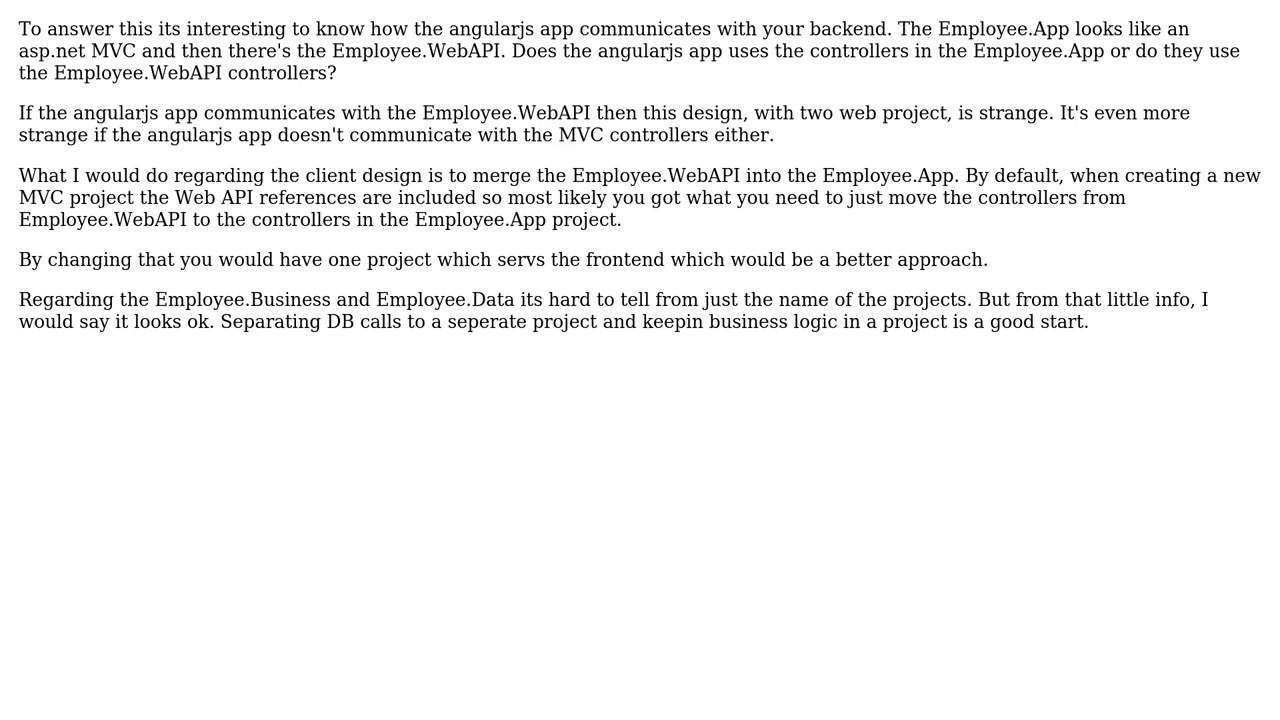 To answer this its interesting to know how the angularjs app communicates with your backend. The Employee.App looks like an
asp.net MVC and then there's the Employee.WebAPI. Does the angularjs app uses the controllers in the Employee.App or do they use
the Employee.WebAPI controllers?
If the angularjs app communicates with the Employee.WebAPI then this design, with two web project, is strange. It's even more
strange if the angularjs app doesn't communicate with the MVC controllers either.
What I would do regarding the client design is to merge the Employee.WebAPI into the Employee.App. By default, when creating a new
MVC project the Web API references are included so most likely you got what you need to just move the controllers from
Employee.WebAPI to the controllers in the Employee.App project.
By changing that you would have one project which servs the frontend which would be a better approach.
Regarding the Employee.Business and Employee.Data its hard to tell from just the name of the projects. But from that little info, I
would say it looks ok. Separating DB calls to a seperate project and keepin business logic in a project is a good start.